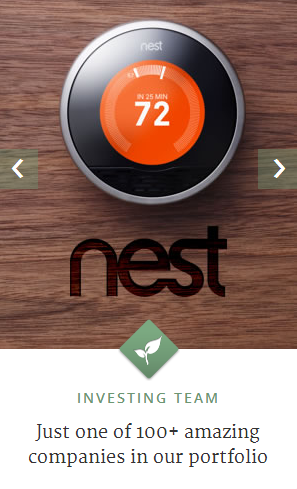 nest
IN 25 MIN
72
nest
INVESTING TEAM
Just one of 100+ amazing
companies in our portfolio